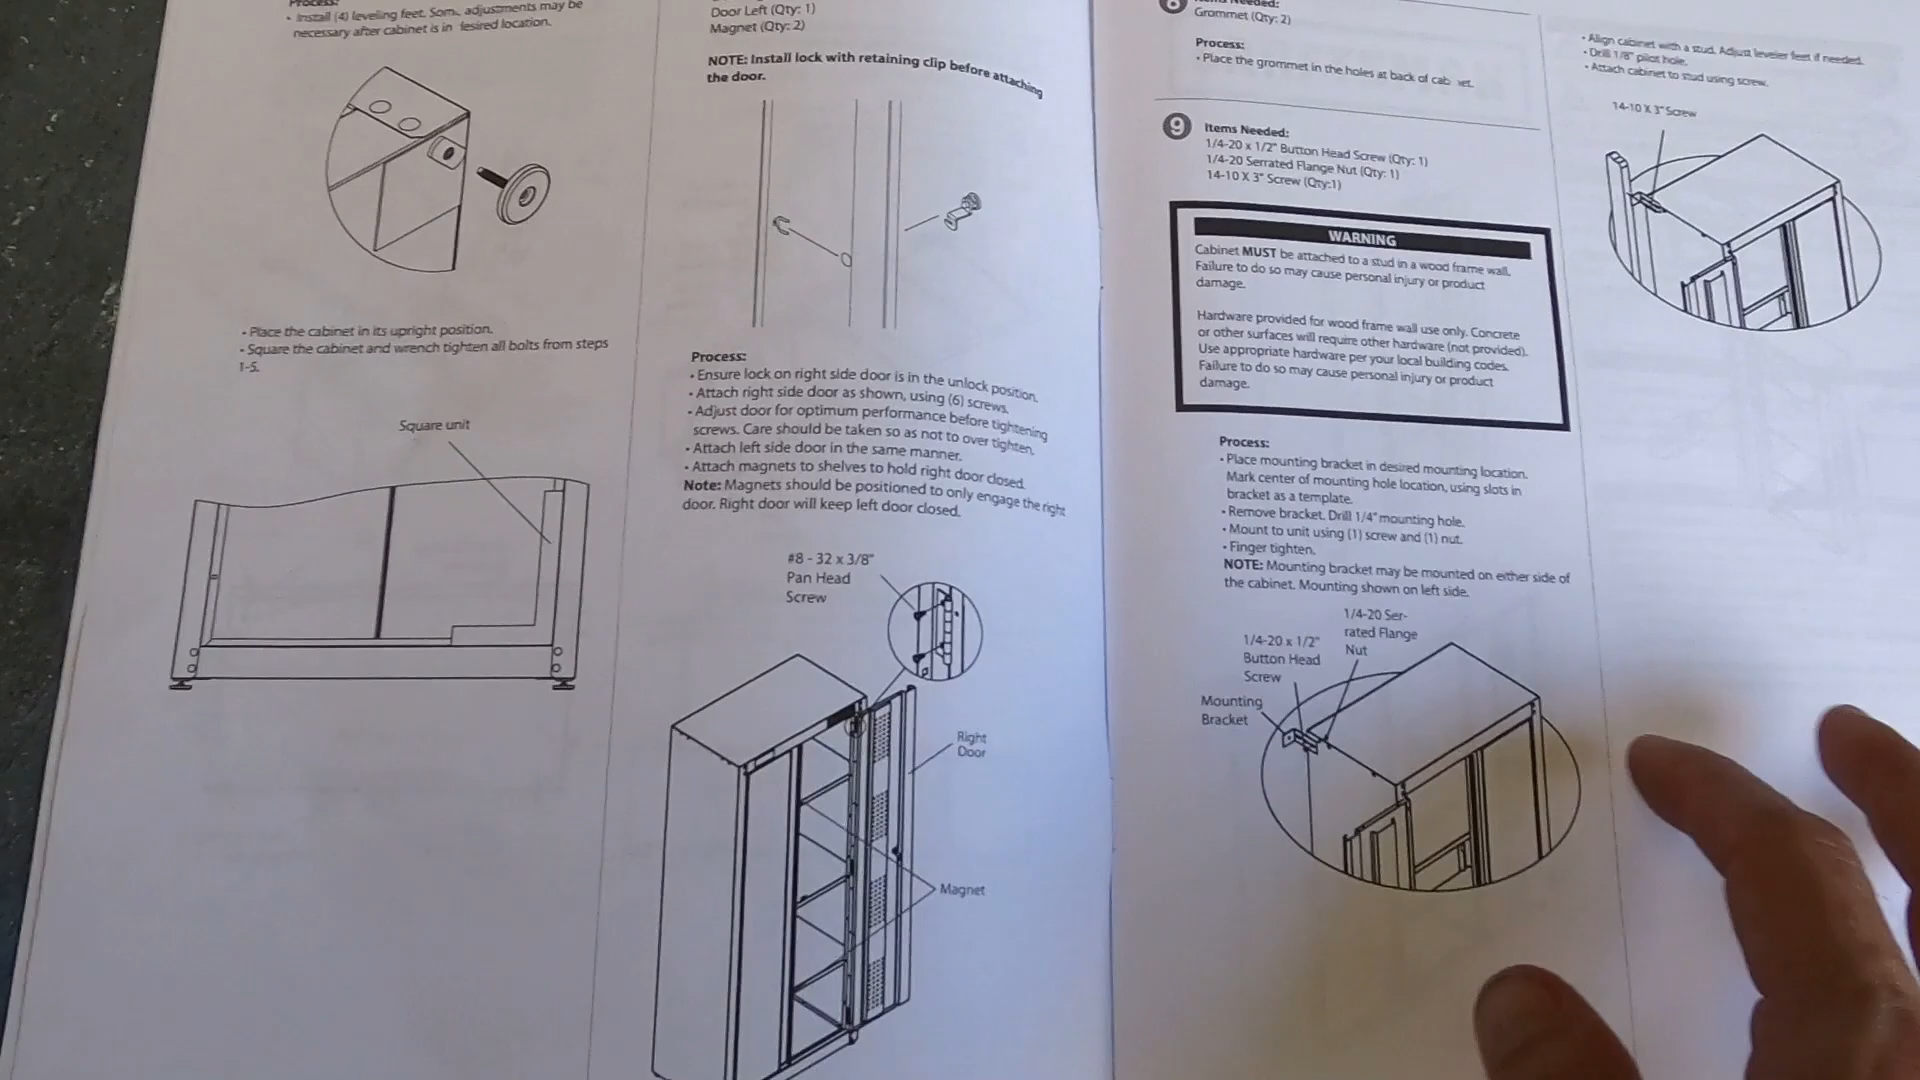 Process:
• Install (4) leveling feet. adjustments may be
necessary after cabinet is in desired location.
• Place the cabinet in its upright position.
• Square the cabinet and wrench tighten all bolts from steps
1-5.
Square unit
Door Left (Qty: 1)
Magnet (Qty: 2)
NOTE: Install lock with retaining clip before attaching
the door.
Process:
• Ensure lock on right side door is in the unlock position.
• Attach right side door as shown, using (6) screws.
• Adjust door for optimum performance before tightening
screws. Care should be taken so as not to over tighten.
• Attach left side door in the same manner.
• Attach magnets to shelves to hold right door closed.
Note: Magnets should be positioned to only engage the right
door. Right door will keep left door closed.
#8 - 32 x 3/8"
Pan Head
Screw
Right
Door
Magnet
Items Needed:
Grommet (Qty: 2)
Process:
• Place the grommet in the holes at back of cabinet.
9
Items Needed:
1/4-20 x 1/2" Button Head Screw (Qty: 1)
1/4-20 Serrated Flange Nut (Qty: 1)
14-10 X 3" Screw (Qty:1)
WARNING
Cabinet MUST be attached to a stud in a wood frame wall.
Failure to do so may cause personal injury or product
damage.
Hardware provided for wood frame wall use only. Concrete
or other surfaces will require other hardware (not provided).
Use appropriate hardware per your local building codes.
Failure to do so may cause personal injury or product
damage.
Process:
• Place mounting bracket in desired mounting location.
Mark center of mounting hole location, using slots in
bracket as a template.
• Remove bracket. Drill 1/4" mounting hole.
• Mount to unit using (1) screw and (1) nut.
• Finger tighten.
NOTE: Mounting bracket may be mounted on either side of
the cabinet. Mounting shown on left side.
1/4-20 Ser-
rated Flange
Nut
1/4-20 x 1/2"
Button Head
Screw
Mounting
Bracket
• Align cabinet with a stud. Adjust leveler feet if needed.
• Drill 1/8" pilot hole.
• Attach cabinet to stud using screw.
14-10 X 3" Screw